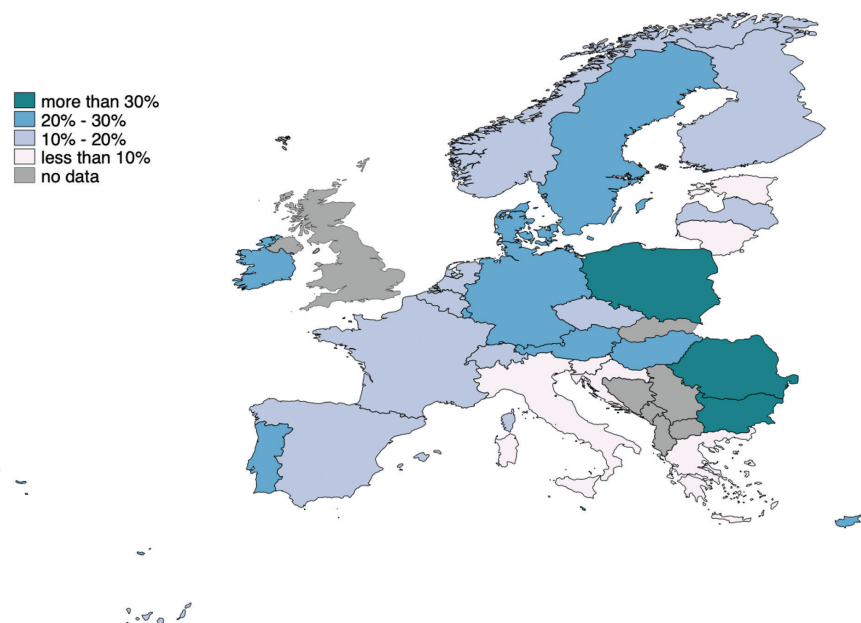 more than 30%
20% - 30%
10% - 20%
less than 10%
no data